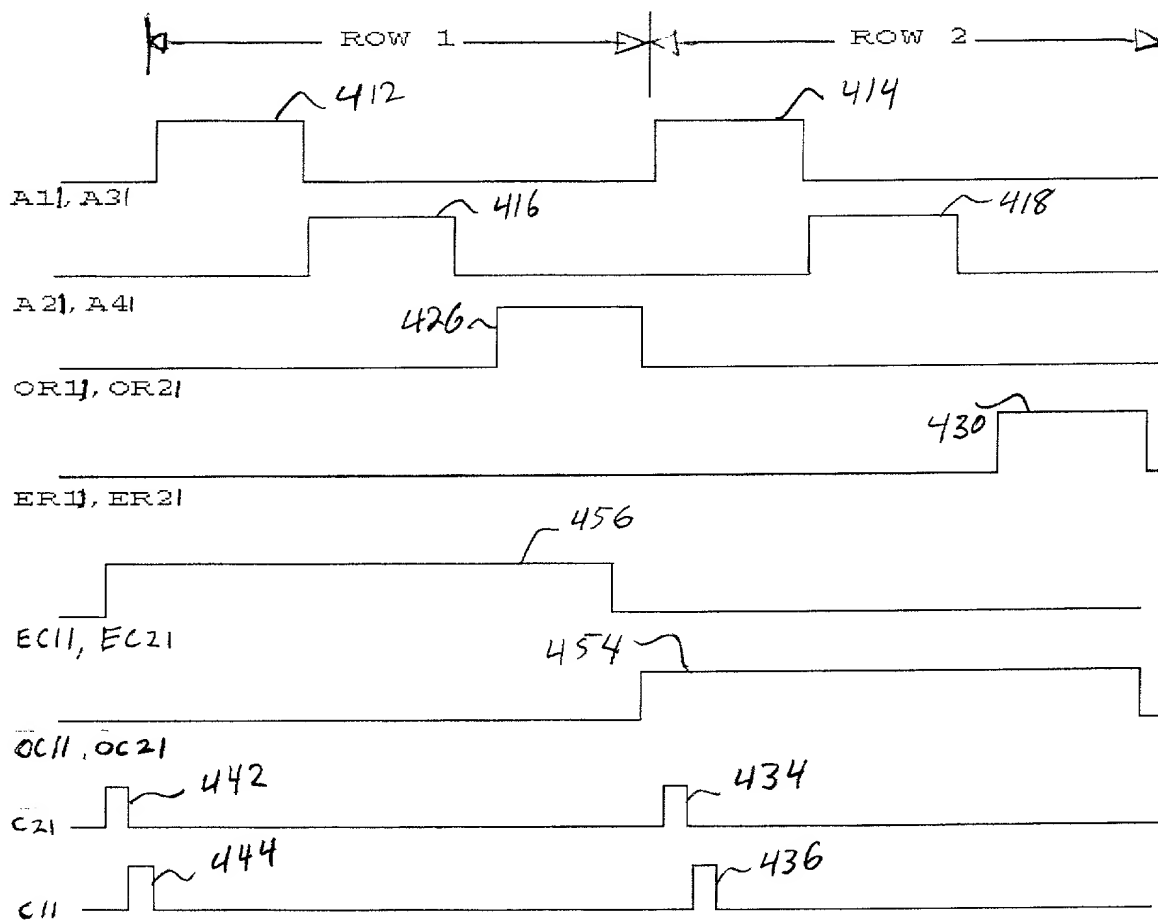 ROW 1 ROW 2
412 414
A11, A31
416 418
A21, A41
426
OR11, OR21
430
ER11, ER21
456
EC11, EC21
454
OC11, OC21
442 434
C21
444 436
C11